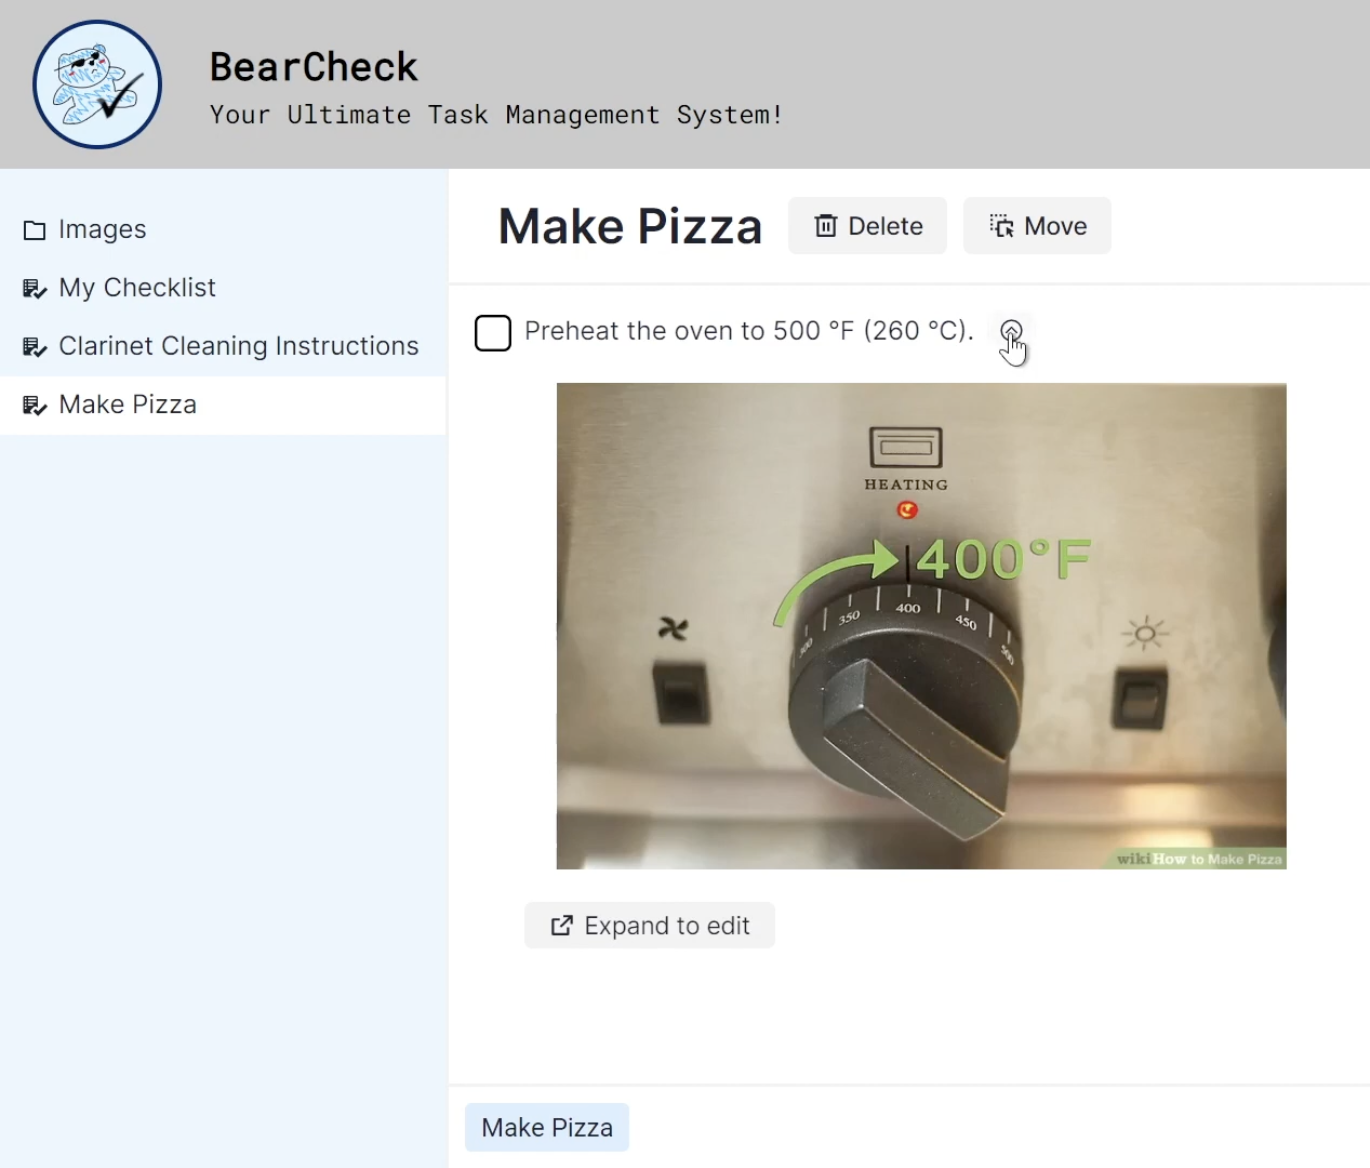 BearCheck
Your Ultimate Task Management System!
Images
My Checklist
Clarinet Cleaning Instructions
Make Pizza
Make Pizza
Delete
Move
Preheat the oven to 500 °F (260 °C).
HEATING
400°F
300 350 400 450 500
wikiHow to Make Pizza
Expand to edit
Make Pizza